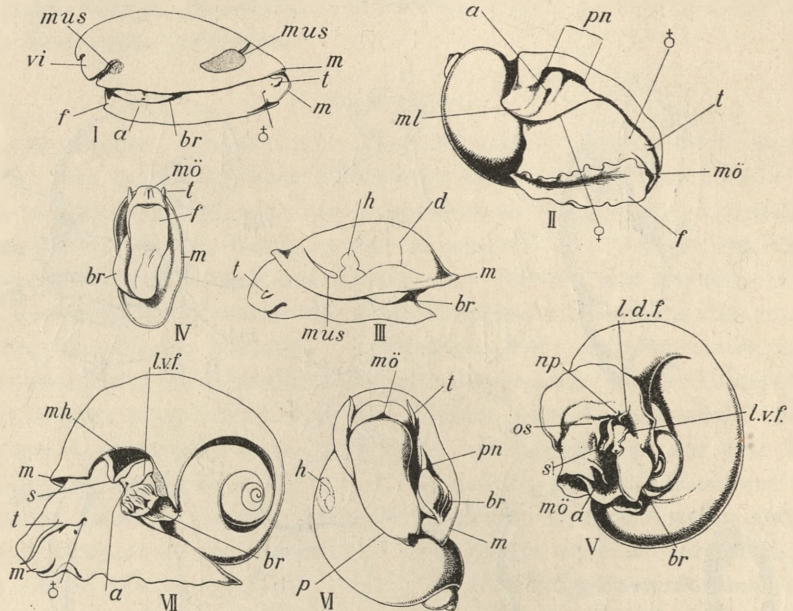 mus
mus
vi
m
t
m
f
a
br
♁
I
a
pn
♁
ml
t
mö
II
♀
f
mö
t
f
m
br
IV
h
d
t
m
br
mus
III
l.v.f.
mh
m
s
t
m
♁
a
br
VII
mö
t
pn
h
br
m
p
VI
l.d.f.
np
os
l.v.f.
s
mö
a
V
br